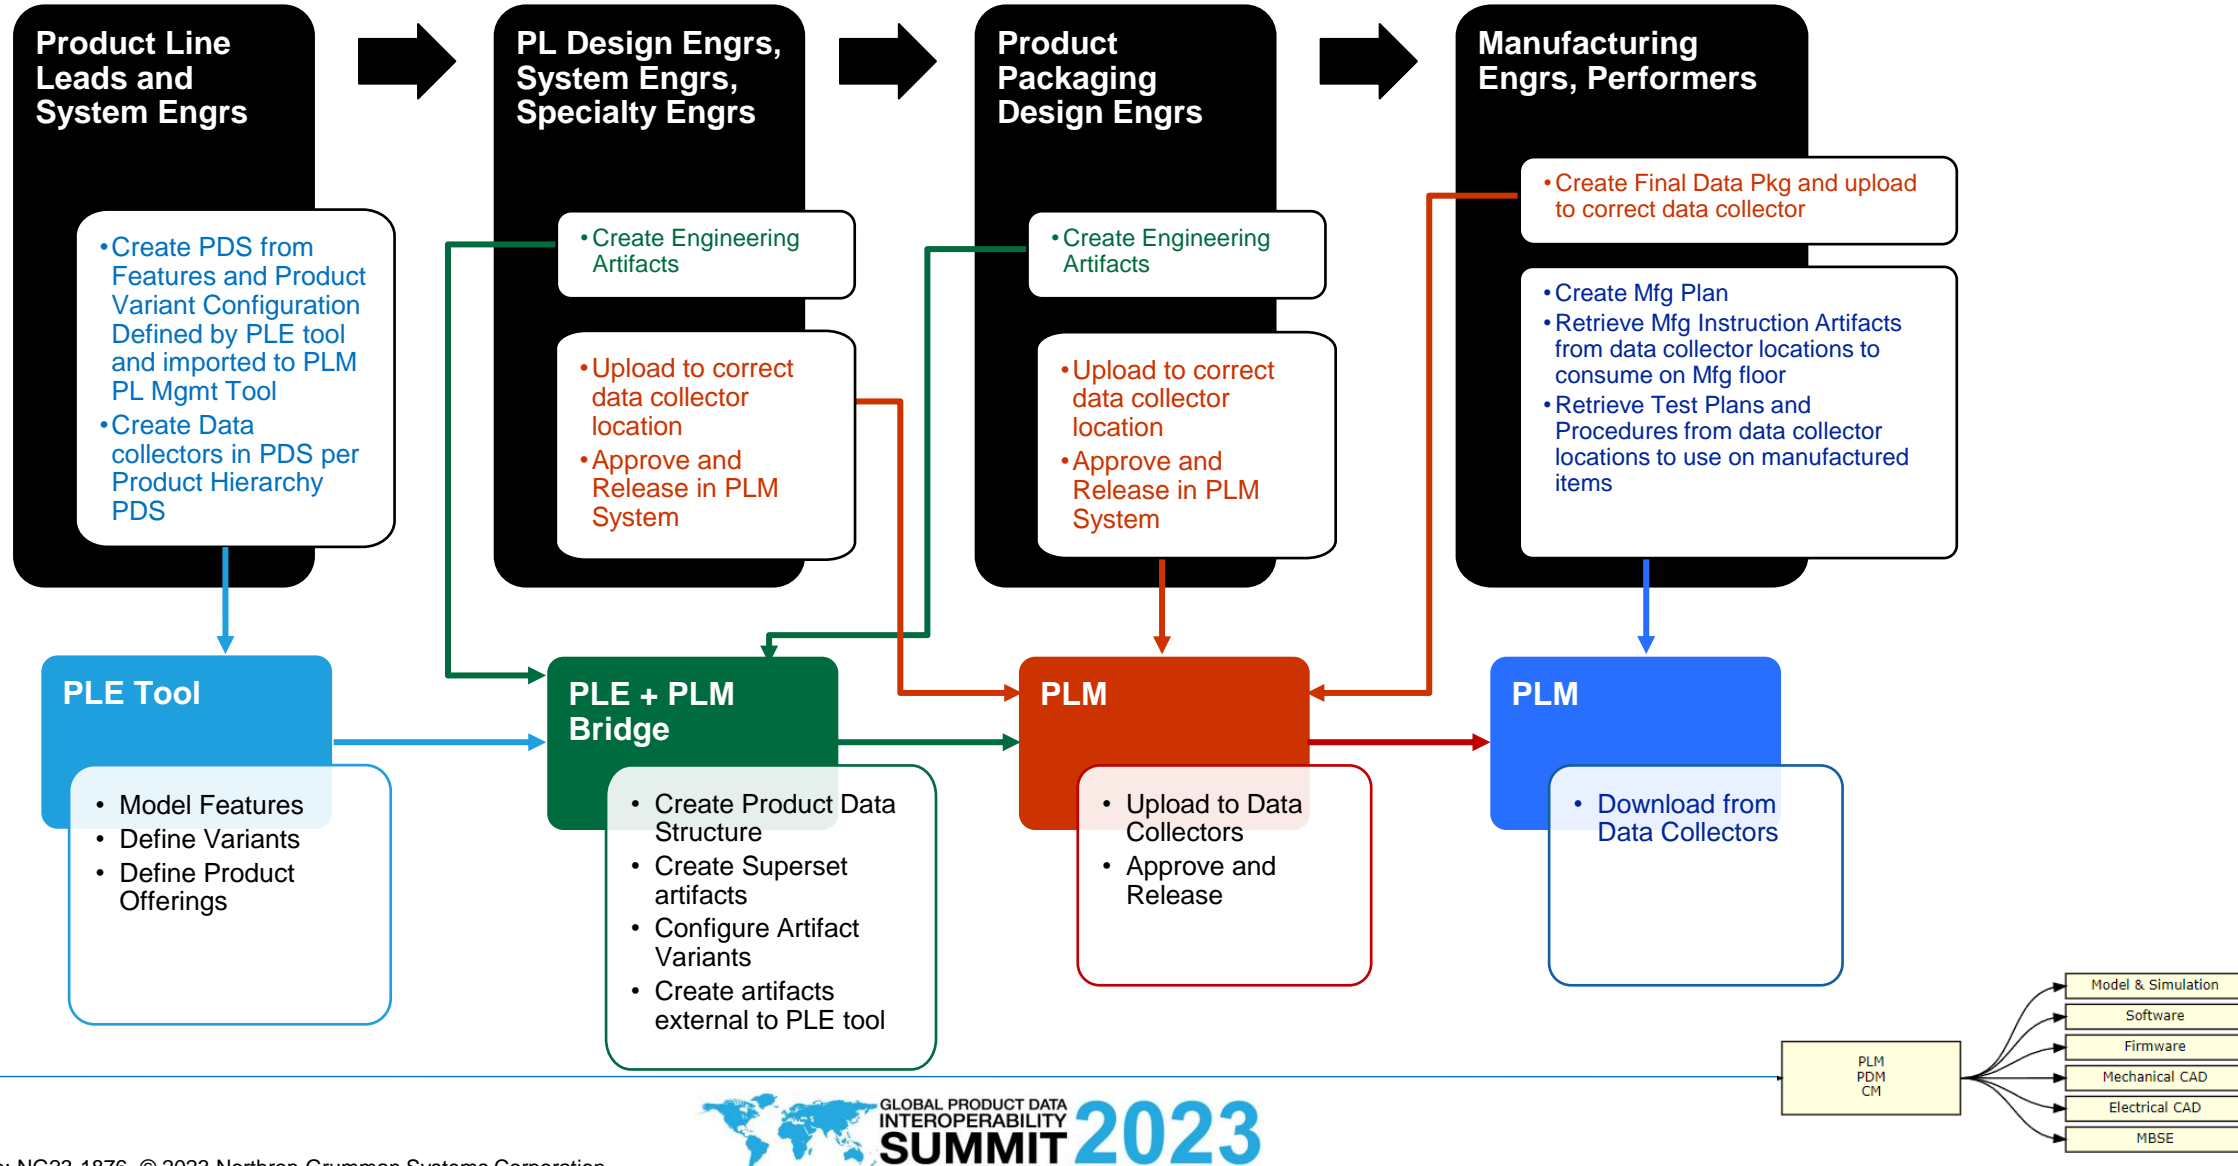 Product Line
Leads and
System Engrs
• Create PDS from
Features and Product
Variant Configuration
Defined by PLE tool
and imported to PLM
PL Mgmt Tool
• Create Data
collectors in PDS per
Product Hierarchy
PDS
PL Design Engrs,
System Engrs,
Specialty Engrs
• Create Engineering
Artifacts
• Upload to correct
data collector
location
• Approve and
Release in PLM
System
Product
Packaging
Design Engrs
• Create Engineering
Artifacts
• Upload to correct
data collector
location
• Approve and
Release in PLM
System
Manufacturing
Engrs, Performers
• Create Final Data Pkg and upload
to correct data collector
• Create Mfg Plan
• Retrieve Mfg Instruction Artifacts
from data collector locations to
consume on Mfg floor
• Retrieve Test Plans and
Procedures from data collector
locations to use on manufactured
items
PLE Tool
• Model Features
• Define Variants
• Define Product
Offerings
PLE + PLM
Bridge
• Create Product Data
Structure
• Create Superset
artifacts
• Configure Artifact
Variants
• Create artifacts
external to PLE tool
PLM
• Upload to Data
Collectors
• Approve and
Release
PLM
• Download from
Data Collectors
PLM
PDM
CM
Model & Simulation
Software
Firmware
Mechanical CAD
Electrical CAD
MBSE
GLOBAL PRODUCT DATA
INTEROPERABILITY
SUMMIT 2023
NG23-1876 © 2023 Northrop Grumman Systems Corporation